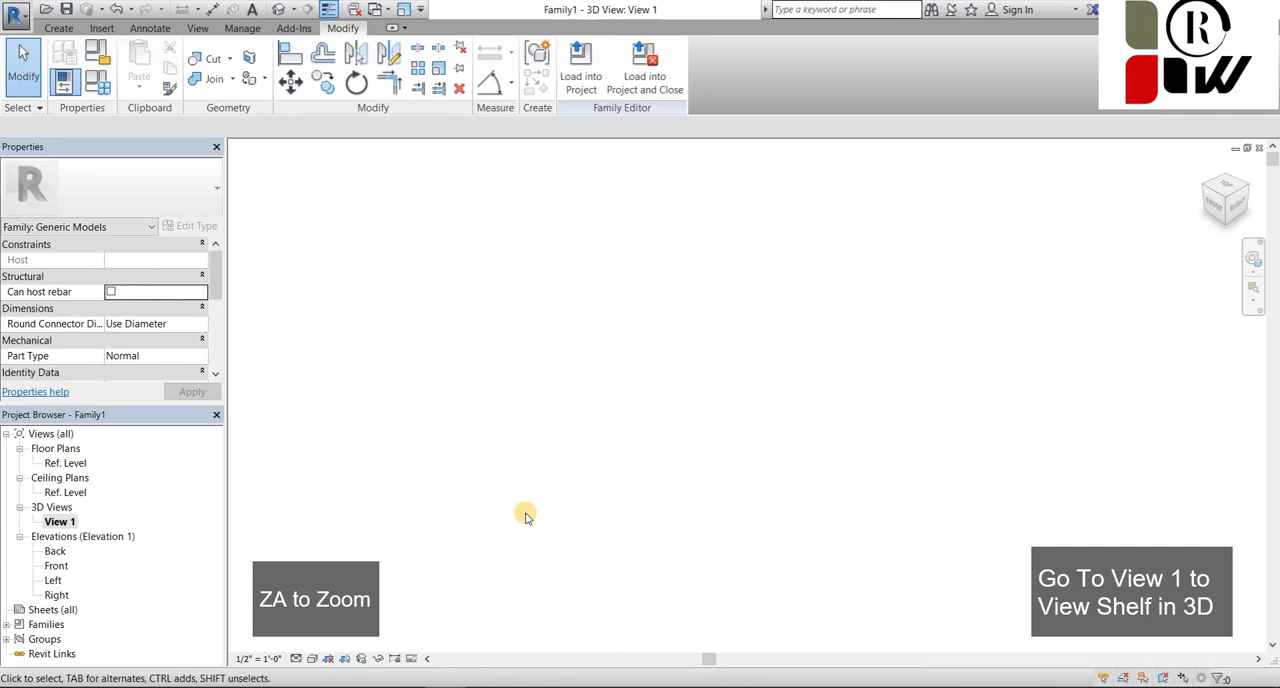 Family1 - 3D View: View 1
Type a keyword or phrase
Sign In
Create
Insert
Annotate
View
Manage
Add-Ins
Modify
Modify
Paste
Cut
Join
Load into
Project
Load into
Project and Close
Select
Properties
Clipboard
Geometry
Modify
Measure
Create
Family Editor
R
W
Properties
R
Family: Generic Models
Edit Type
Constraints
Host
Structural
Can host rebar
Dimensions
Round Connector Di... Use Diameter
Mechanical
Part Type Normal
Identity Data
Properties help
Apply
Project Browser - Family1
Views (all)
Floor Plans
Ref. Level
Ceiling Plans
Ref. Level
3D Views
View 1
Elevations (Elevation 1)
Back
Front
Left
Right
Sheets (all)
Families
Groups
Revit Links
TOP
FRONT
RIGHT
ZA to Zoom
Go To View 1 to
View Shelf in 3D
1/2" = 1'-0"
Click to select, TAB for alternates, CTRL adds, SHIFT unselects.
:0